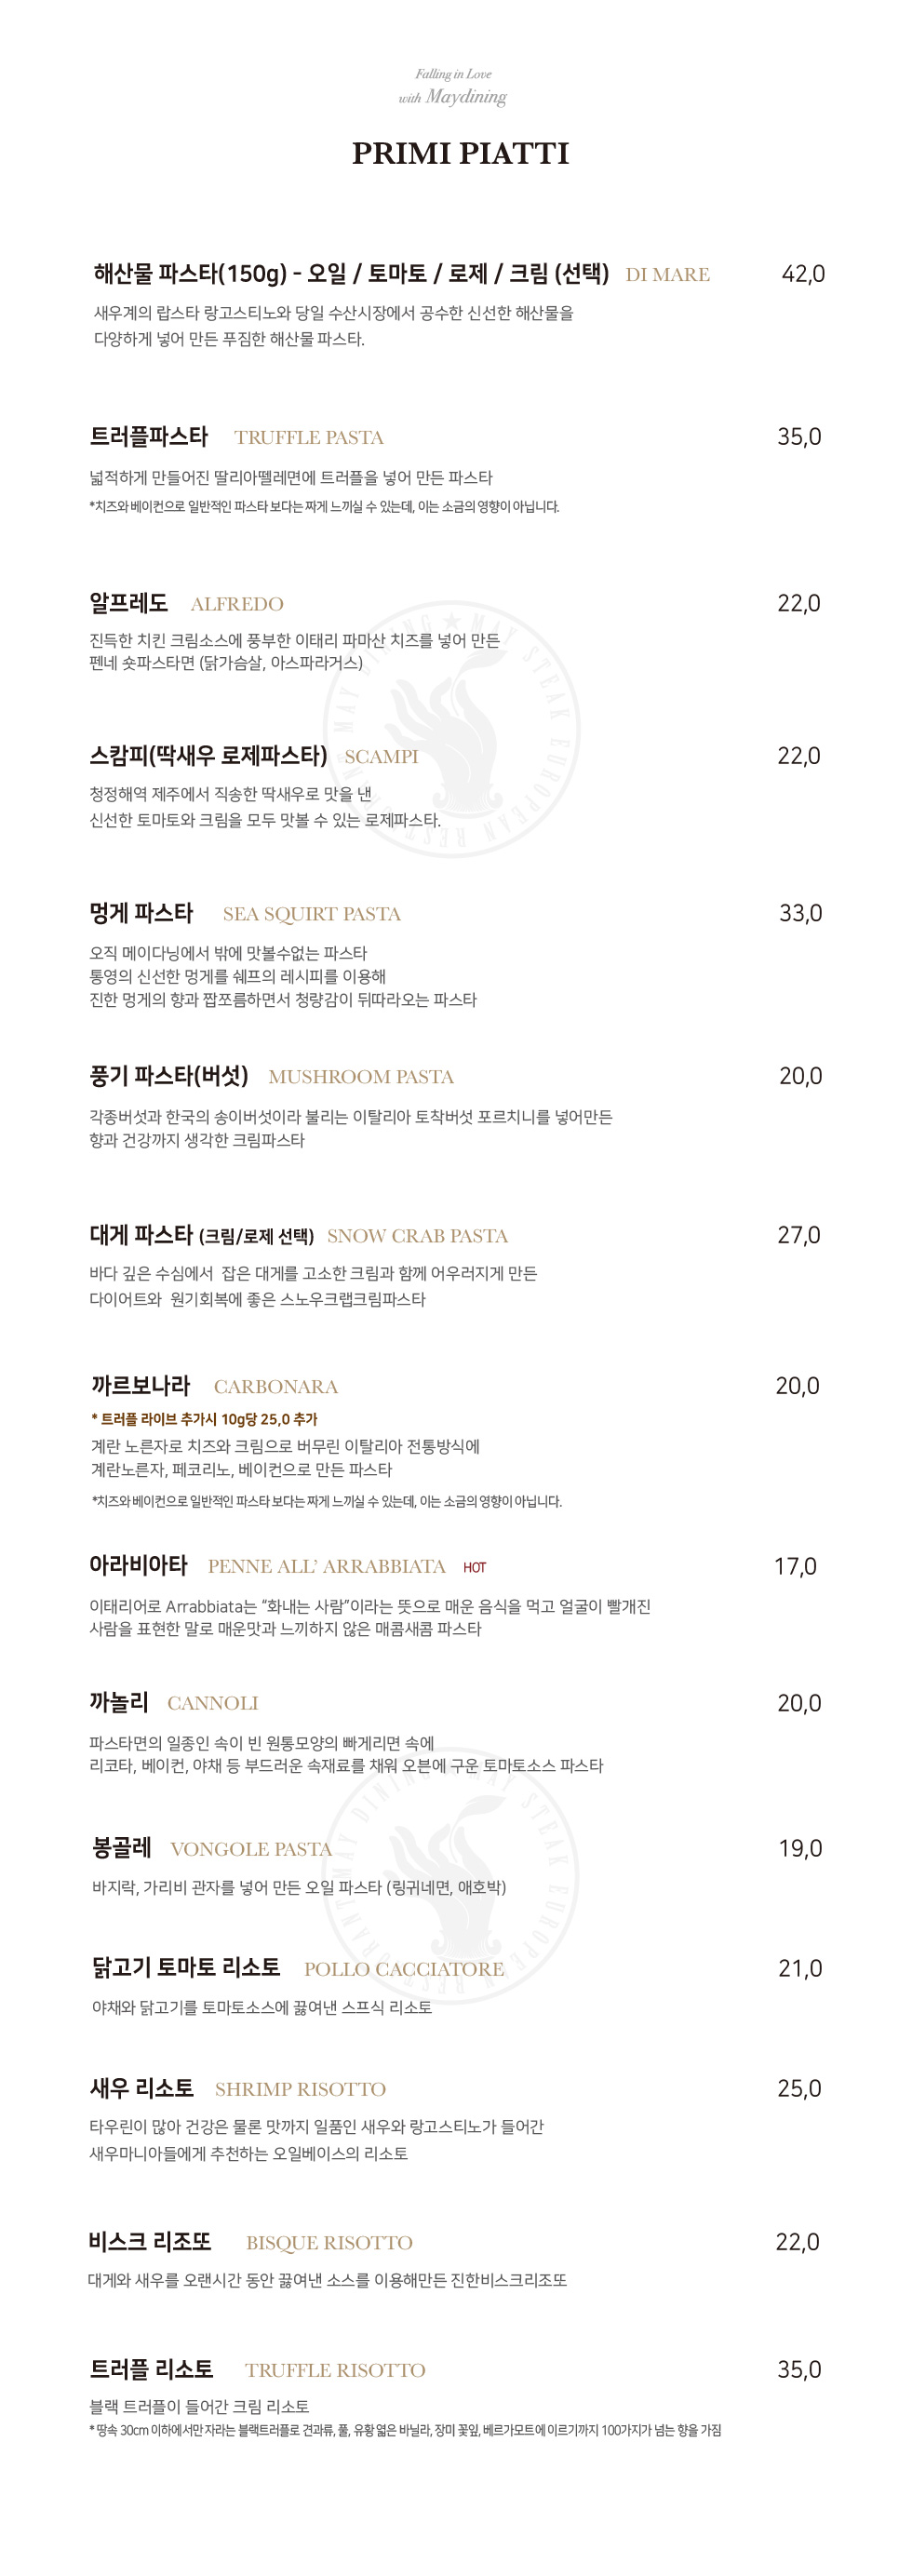 Falling in Love
with Maydining
PRIMI PIATTI
해산물 파스타(150g) - 오일 / 토마토 / 로제 / 크림 (선택) DI MARE 42,0
새우계의 랍스타 랑고스티노와 당일 수산시장에서 공수한 신선한 해산물을
다양하게 넣어 만든 푸짐한 해산물 파스타.
트러플파스타 TRUFFLE PASTA 35,0
넓적하게 만들어진 딸리아뗄레면에 트러플을 넣어 만든 파스타
*치즈와 베이컨으로 일반적인 파스타 보다는 짜게 느끼실 수 있는데, 이는 소금의 영향이 아닙니다.
알프레도 ALFREDO 22,0
진득한 치킨 크림소스에 풍부한 이태리 파마산 치즈를 넣어 만든
펜네 숏파스타면 (닭가슴살, 아스파라거스)
스캄피(딱새우 로제파스타) SCAMPI 22,0
청정해역 제주에서 직송한 딱새우로 맛을 낸
신선한 토마토와 크림을 모두 맛볼 수 있는 로제파스타.
MAY DINING ★ MAY STEAK EUROPEAN RESTORANT
멍게 파스타 SEA SQUIRT PASTA 33,0
오직 메이다닝에서 밖에 맛볼수없는 파스타
통영의 신선한 멍게를 쉐프의 레시피를 이용해
진한 멍게의 향과 짭쪼름하면서 청량감이 뒤따라오는 파스타
풍기 파스타(버섯) MUSHROOM PASTA 20,0
각종버섯과 한국의 송이버섯이라 불리는 이탈리아 토착버섯 포르치니를 넣어만든
향과 건강까지 생각한 크림파스타
대게 파스타 (크림/로제 선택) SNOW CRAB PASTA 27,0
바다 깊은 수심에서 잡은 대게를 고소한 크림과 함께 어우러지게 만든
다이어트와 원기회복에 좋은 스노우크랩크림파스타
까르보나라 CARBONARA 20,0
* 트러플 라이브 추가시 10g당 25,0 추가
계란 노른자로 치즈와 크림으로 버무린 이탈리아 전통방식에
계란노른자, 페코리노, 베이컨으로 만든 파스타
*치즈와 베이컨으로 일반적인 파스타 보다는 짜게 느끼실 수 있는데, 이는 소금의 영향이 아닙니다.
아라비아타 PENNE ALL’ ARRABBIATA HOT 17,0
이태리어로 Arrabbiata는 “화내는 사람”이라는 뜻으로 매운 음식을 먹고 얼굴이 빨개진
사람을 표현한 말로 매운맛과 느끼하지 않은 매콤새콤 파스타
까놀리 CANNOLI 20,0
파스타면의 일종인 속이 빈 원통모양의 빠게리면 속에
리코타, 베이컨, 야채 등 부드러운 속재료를 채워 오븐에 구운 토마토소스 파스타
봉골레 VONGOLE PASTA 19,0
바지락, 가리비 관자를 넣어 만든 오일 파스타 (링귀네면, 애호박)
MAY DINING ★ MAY STEAK EUROPEAN RESTORANT
닭고기 토마토 리소토 POLLO CACCIATORE 21,0
야채와 닭고기를 토마토소스에 끓여낸 스프식 리소토
새우 리소토 SHRIMP RISOTTO 25,0
타우린이 많아 건강은 물론 맛까지 일품인 새우와 랑고스티노가 들어간
새우마니아들에게 추천하는 오일베이스의 리소토
비스크 리조또 BISQUE RISOTTO 22,0
대게와 새우를 오랜시간 동안 끓여낸 소스를 이용해만든 진한비스크리조또
트러플 리소토 TRUFFLE RISOTTO 35,0
블랙 트러플이 들어간 크림 리소토
* 땅속 30cm 이하에서만 자라는 블랙트러플로 견과류, 풀, 유황 엷은 바닐라, 장미 꽃잎, 베르가모트에 이르기까지 100가지가 넘는 향을 가짐